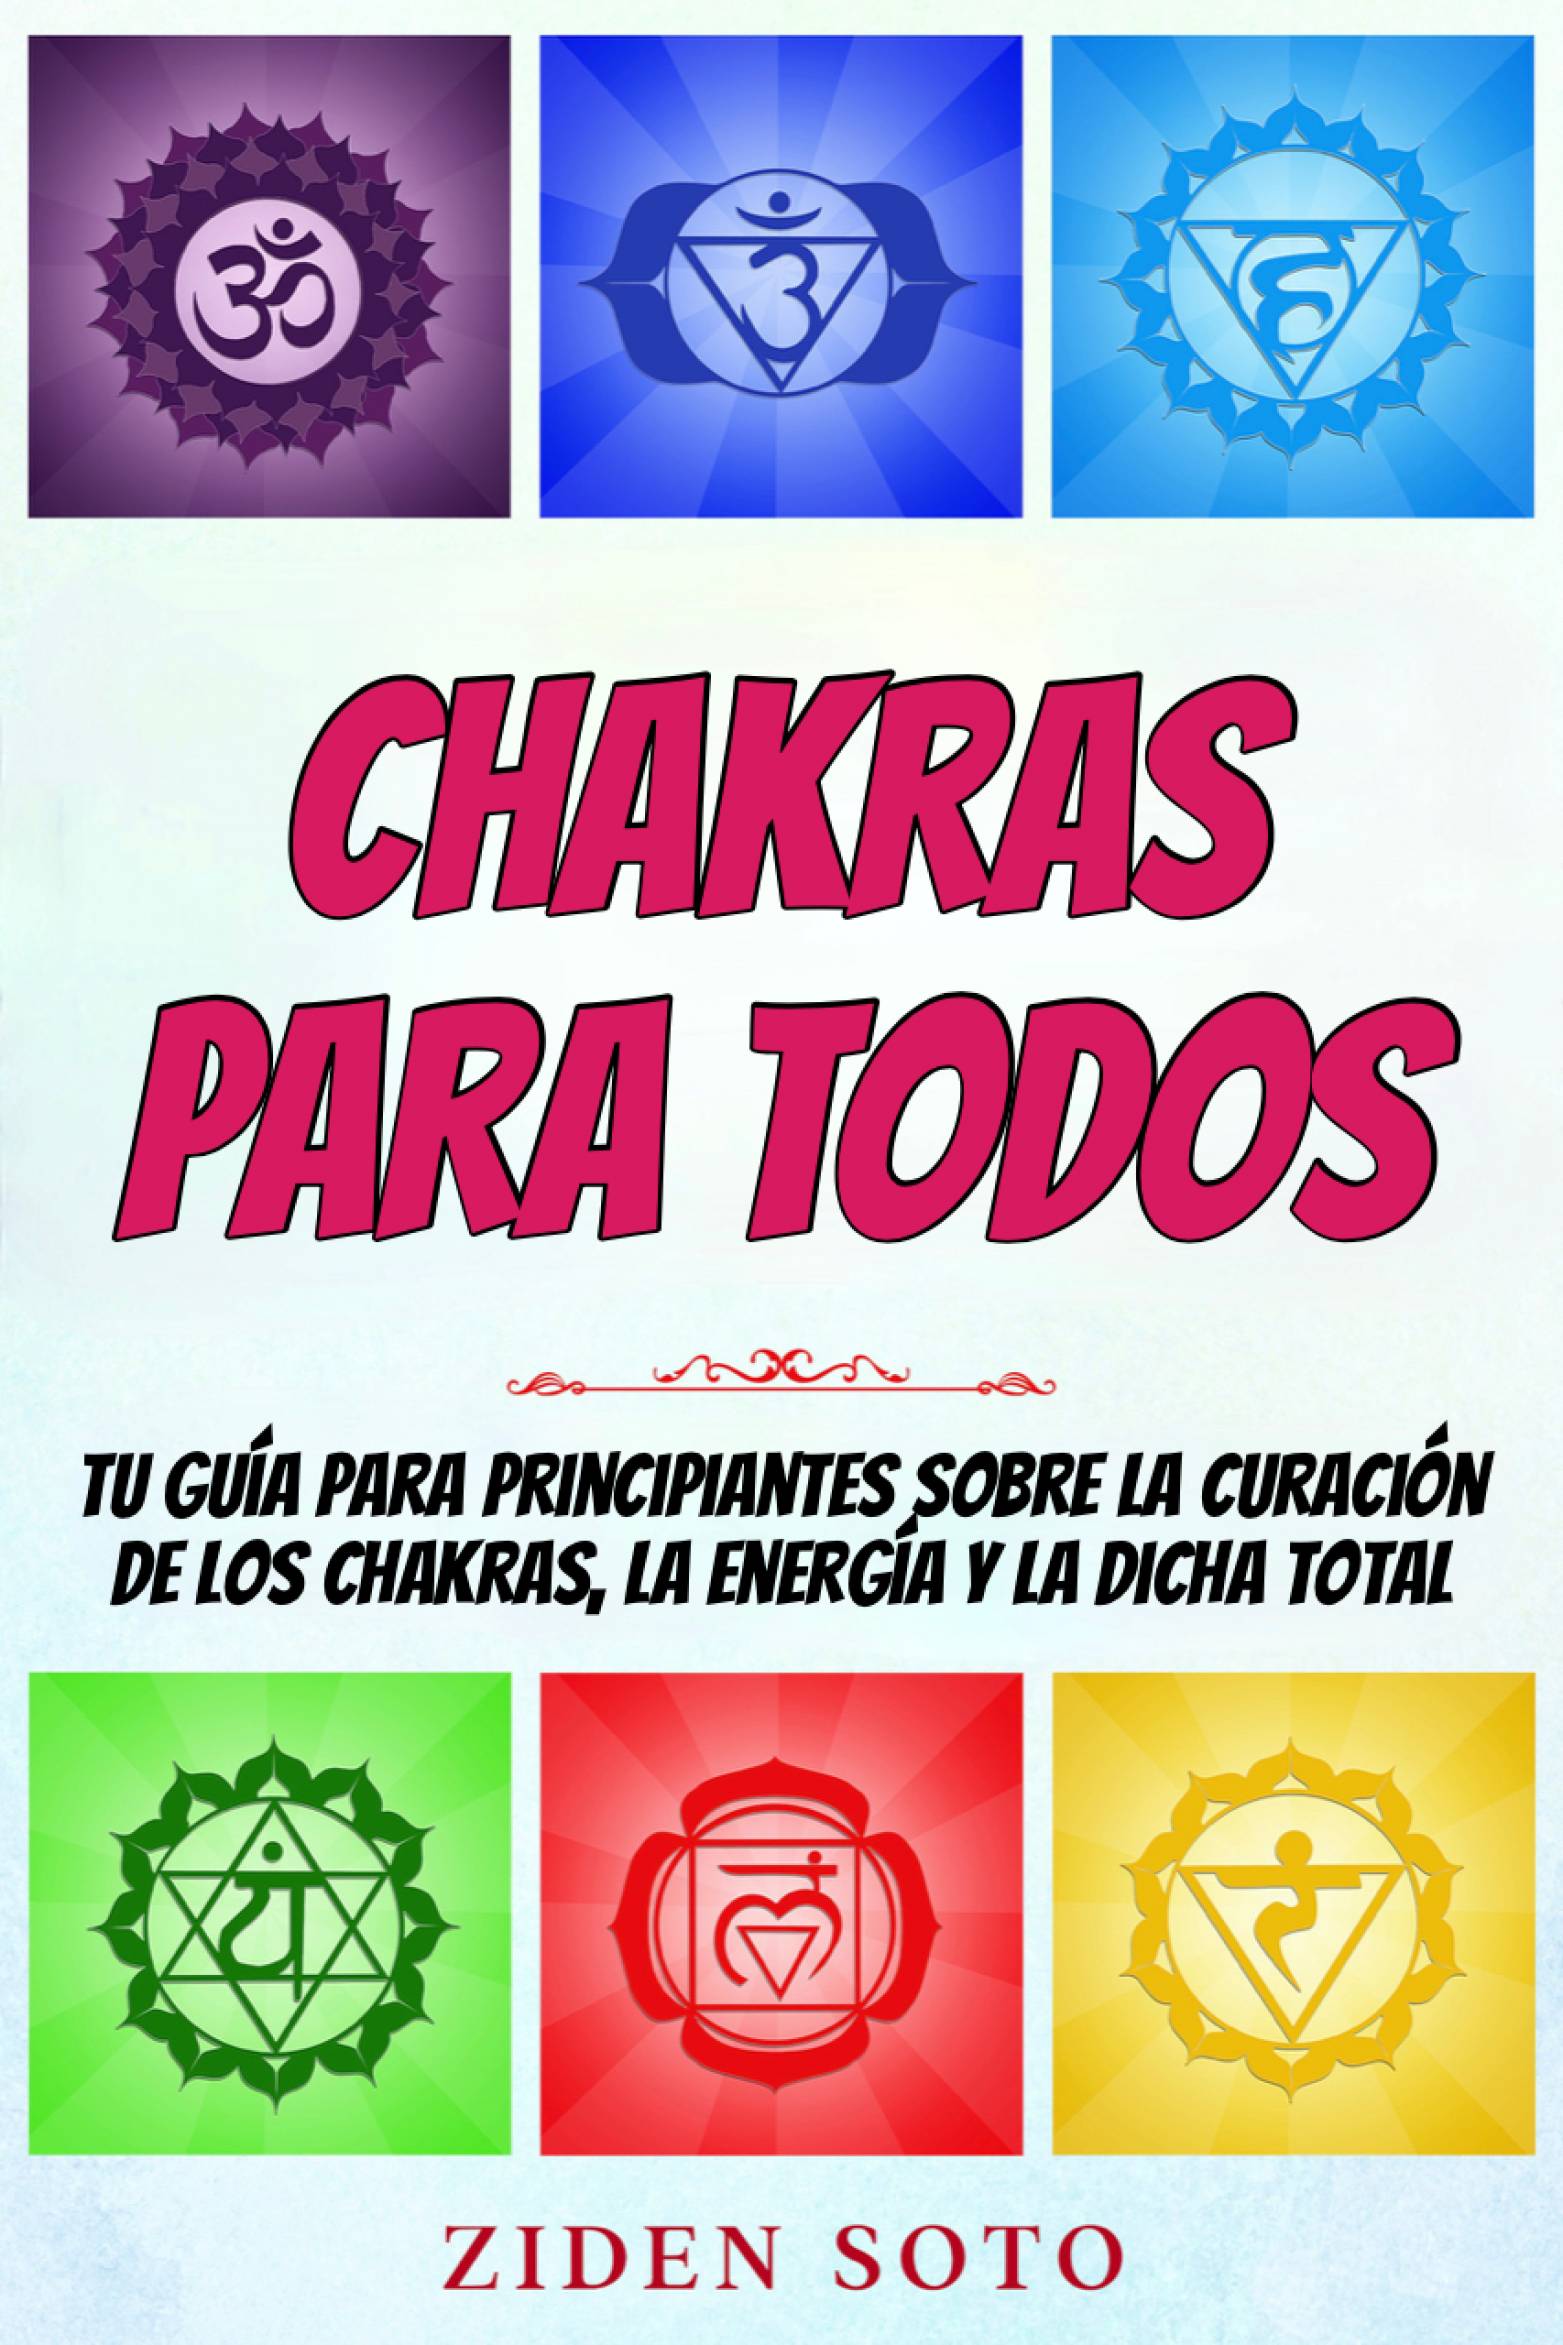 ॐ
३
ह
CHAKRAS
PARA TODOS
TU GUÍA PARA PRINCIPIANTES SOBRE LA CURACIÓN
DE LOS CHAKRAS, LA ENERGÍA Y LA DICHA TOTAL
यं
लं
रं
ZIDEN SOTO